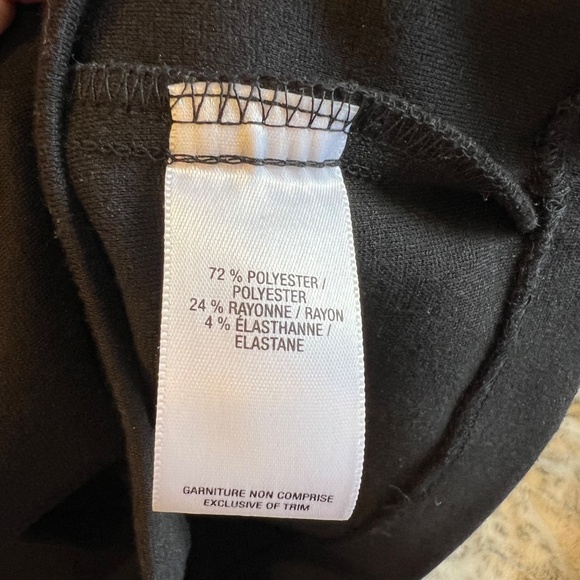 72 % POLYESTER /
POLYESTER
24 % RAYONNE / RAYON
4 % ÉLASTHANNE /
ELASTANE
GARNITURE NON COMPRISE
EXCLUSIVE OF TRIM